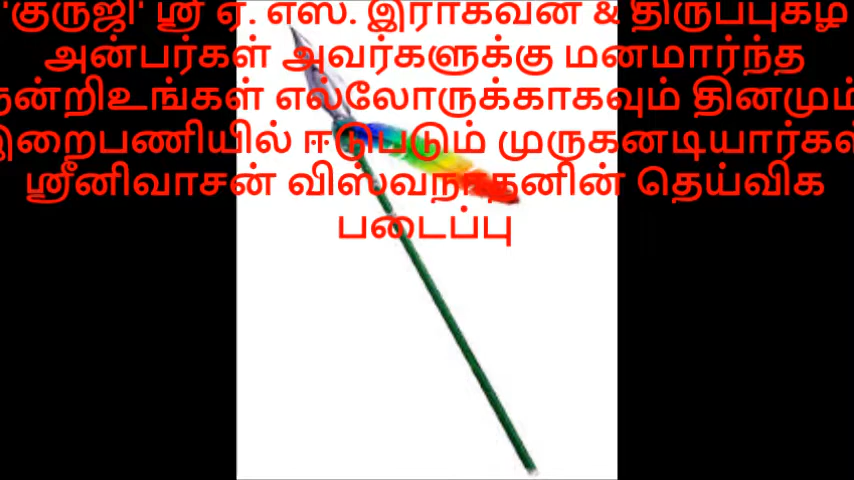 'குருஜி' ஸ்ரீ ஏ. எஸ். இராகவன் & திருப்புகழ்
அன்பர்கள் அவர்களுக்கு மனமார்ந்த
நன்றிஉங்கள் எல்லோருக்காகவும் தினமும்
இறைபணியில் ஈடுபடும் முருகனடியார்கள்
ஸ்ரீனிவாசன் விஸ்வநாதனின் தெய்விக
படைப்பு